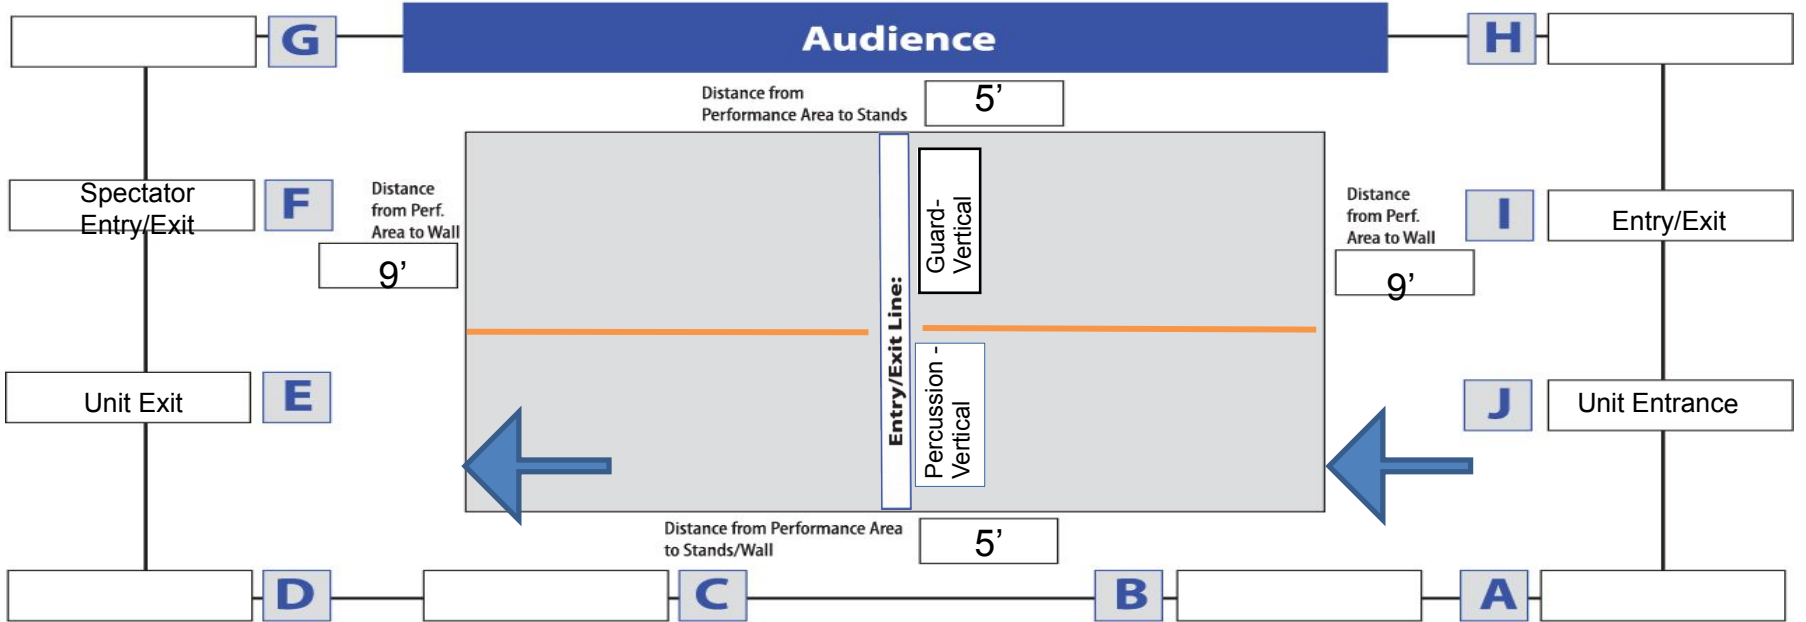 G
Audience
H
Distance from
Performance Area to Stands
5’
Spectator
Entry/Exit
F
Distance
from Perf.
Area to Wall
9’
Entry/Exit Line:
Guard-
Vertical
Percussion -
Vertical
Distance
from Perf.
Area to Wall
9’
I
Entry/Exit
Unit Exit
E
J
Unit Entrance
Distance from Performance Area
to Stands/Wall
5’
D
C
B
A